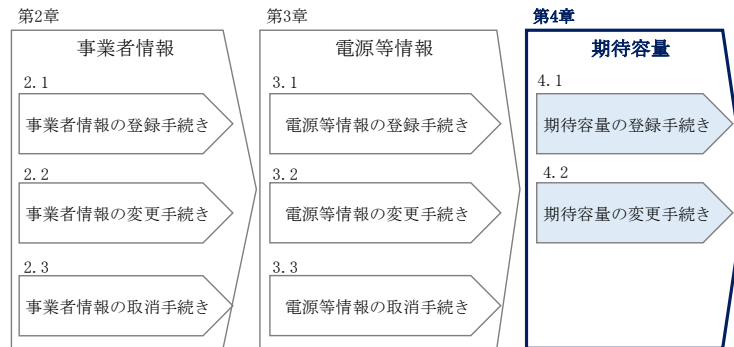 第2章
事業者情報
2.1
事業者情報の登録手続き
2.2
事業者情報の変更手続き
2.3
事業者情報の取消手続き
第3章
電源等情報
3.1
電源等情報の登録手続き
3.2
電源等情報の変更手続き
3.3
電源等情報の取消手続き
第4章
期待容量
4.1
期待容量の登録手続き
4.2
期待容量の変更手続き